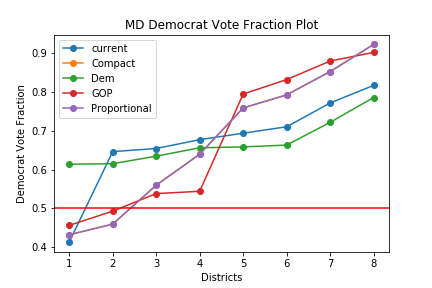 MD Democrat Vote Fraction Plot
current
Compact
Dem
GOP
Proportional
Democrat Vote Fraction
0.9
0.8
0.7
0.6
0.5
0.4
1 2 3 4 5 6 7 8
Districts